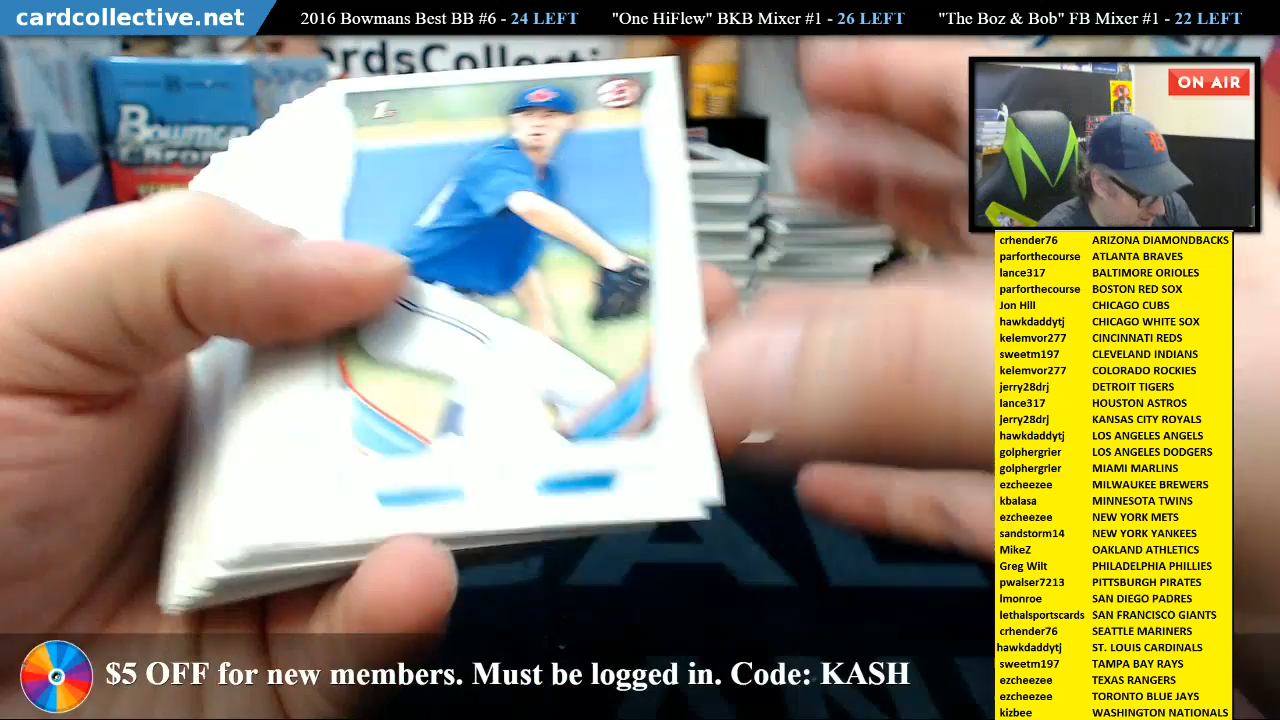 cardcollective.net
2016 Bowmans Best BB #6 - 24 LEFT "One HiFlew" BKB Mixer #1 - 26 LEFT "The Boz & Bob" FB Mixer #1 - 22 LEFT
rdsCollecti
Bowman
Chrome
1st
ON AIR
crhender76 ARIZONA DIAMONDBACKS
parforthecourse ATLANTA BRAVES
lance317 BALTIMORE ORIOLES
parforthecourse BOSTON RED SOX
Jon Hill CHICAGO CUBS
hawkdaddytj CHICAGO WHITE SOX
kelemvor277 CINCINNATI REDS
sweetm197 CLEVELAND INDIANS
kelemvor277 COLORADO ROCKIES
jerry28drj DETROIT TIGERS
lance317 HOUSTON ASTROS
jerry28drj KANSAS CITY ROYALS
hawkdaddytj LOS ANGELES ANGELS
golphergrier LOS ANGELES DODGERS
golphergrier MIAMI MARLINS
ezcheezee MILWAUKEE BREWERS
kbalasa MINNESOTA TWINS
ezcheezee NEW YORK METS
sandstorm14 NEW YORK YANKEES
MikeZ OAKLAND ATHLETICS
Greg Wilt PHILADELPHIA PHILLIES
pwalser7213 PITTSBURGH PIRATES
lmonroe SAN DIEGO PADRES
lethalsportscards SAN FRANCISCO GIANTS
crhender76 SEATTLE MARINERS
hawkdaddytj ST. LOUIS CARDINALS
sweetm197 TAMPA BAY RAYS
ezcheezee TEXAS RANGERS
ezcheezee TORONTO BLUE JAYS
kizbee WASHINGTON NATIONALS
$5 OFF for new members. Must be logged in. Code: KASH